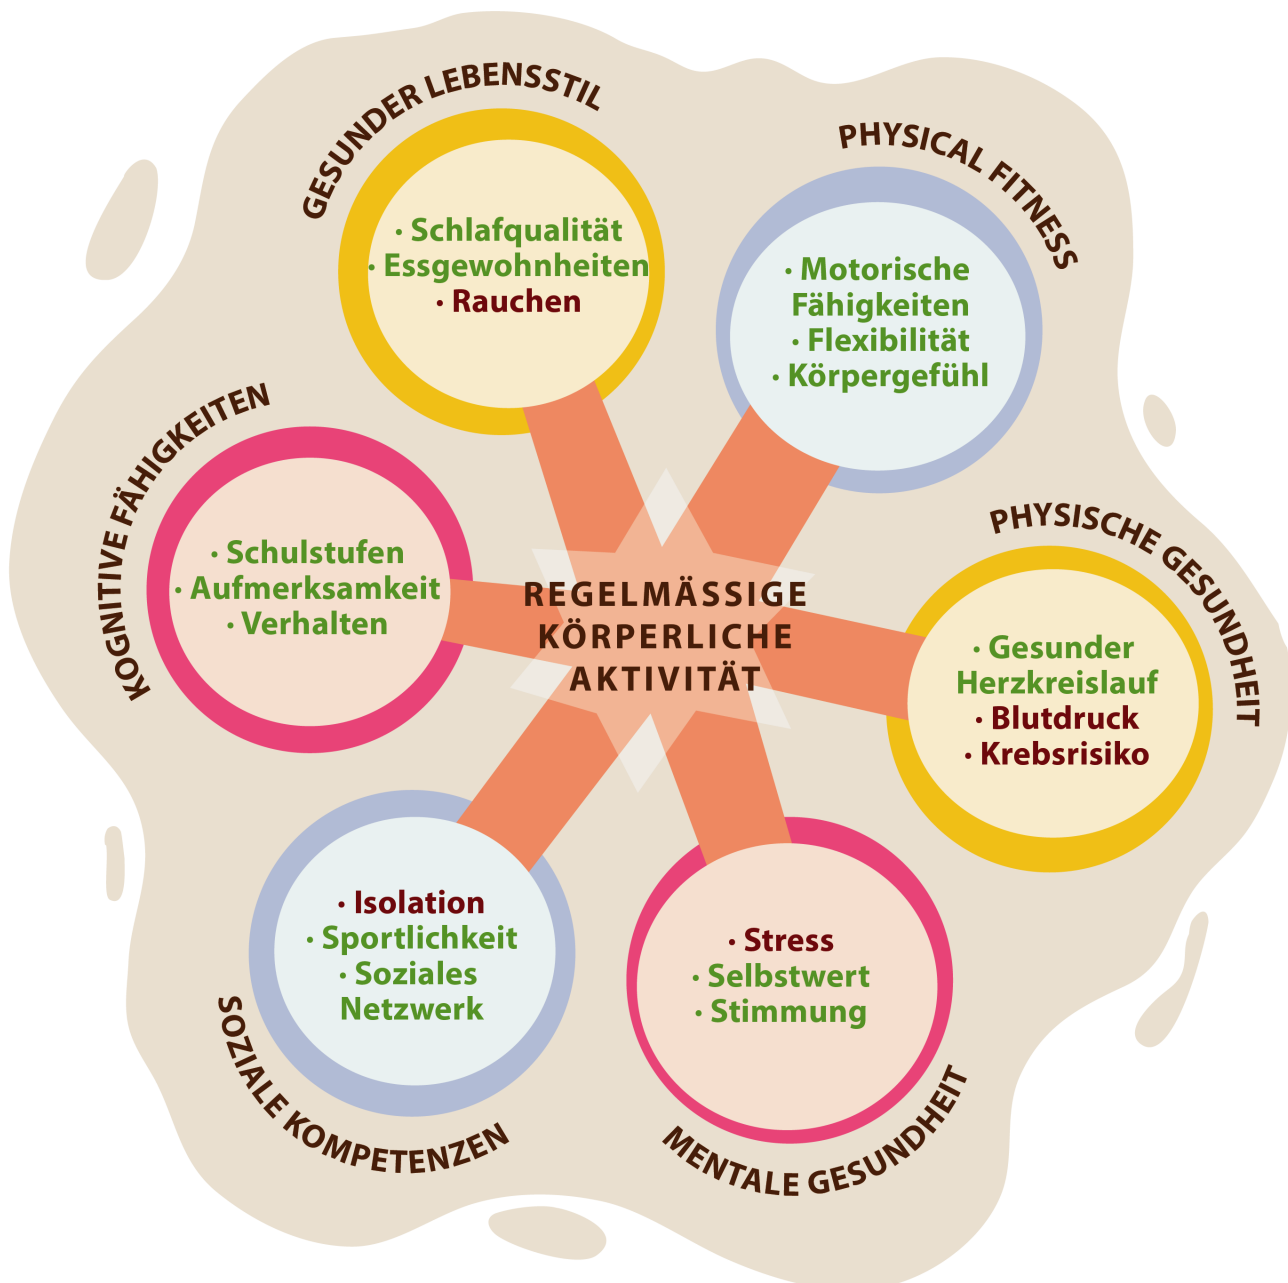 GESUNDER LEBENSSTIL
· Schlafqualität
· Essgewohnheiten
· Rauchen
PHYSICAL FITNESS
· Motorische
Fähigkeiten
· Flexibilität
· Körpergefühl
KOGNITIVE FÄHIGKEITEN
· Schulstufen
· Aufmerksamkeit
· Verhalten
REGELMÄSSIGE
KÖRPERLICHE
AKTIVITÄT
PHYSISCHE GESUNDHEIT
· Gesunder
Herzkreislauf
· Blutdruck
· Krebsrisiko
· Isolation
· Sportlichkeit
· Soziales
Netzwerk
SOZIALE KOMPETENZEN
· Stress
· Selbstwert
· Stimmung
MENTALE GESUNDHEIT